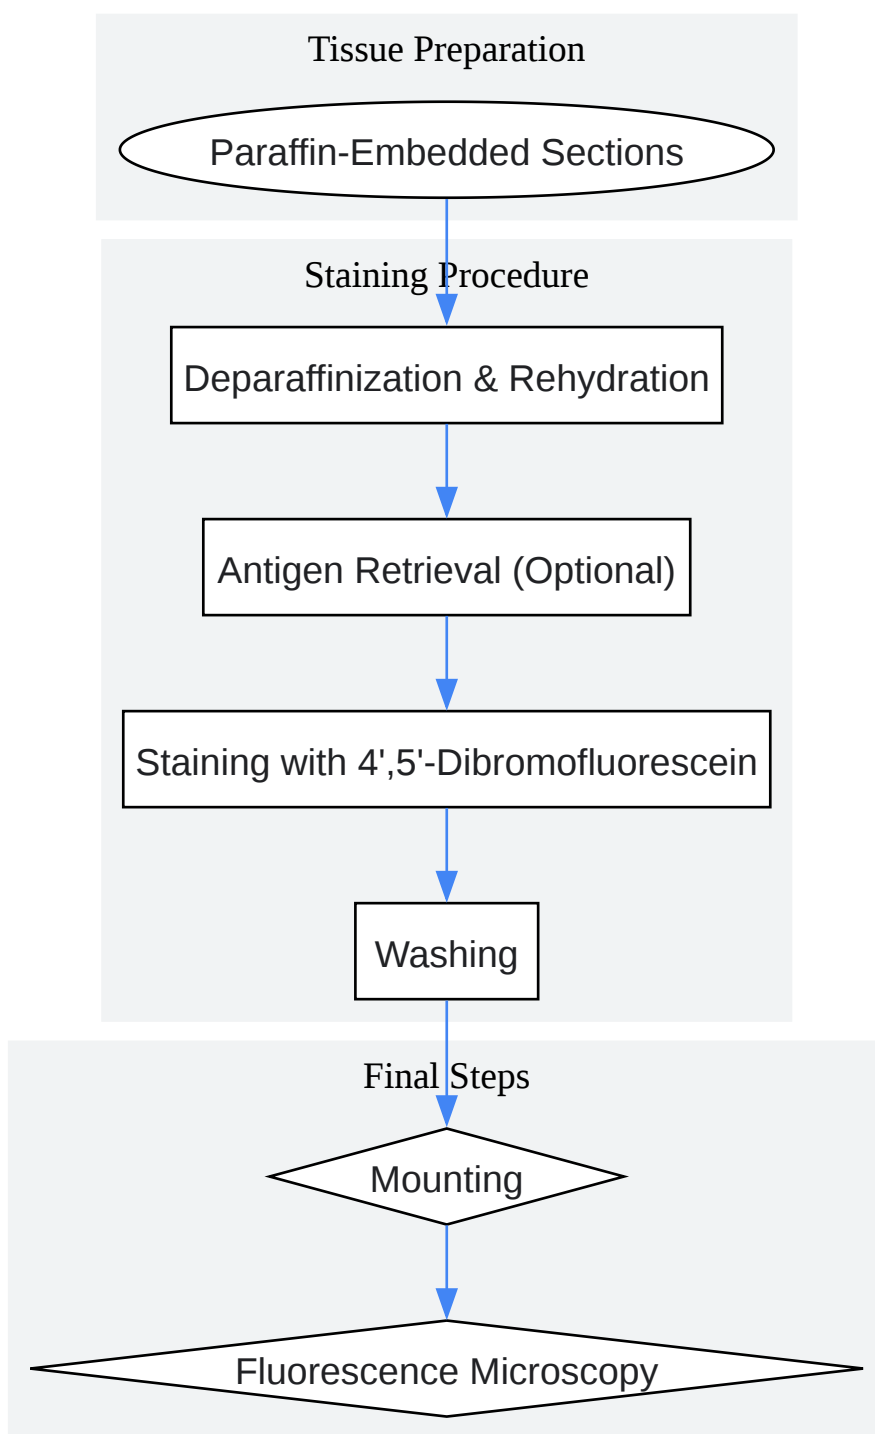 Tissue Preparation
Paraffin-Embedded Sections
Staining Procedure
Deparaffinization & Rehydration
Antigen Retrieval (Optional)
Staining with 4',5'-Dibromofluorescein
Washing
Final Steps
Mounting
Fluorescence Microscopy